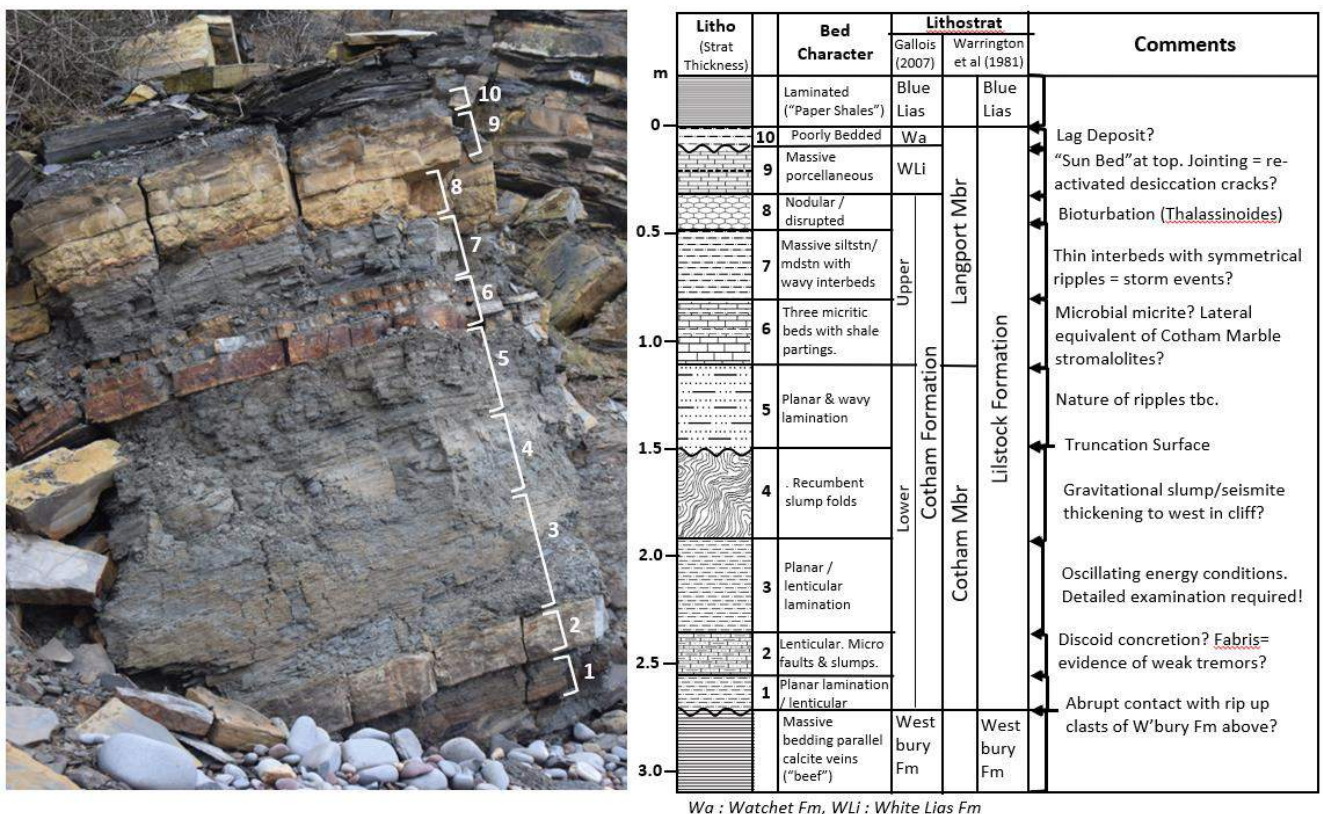 10
9
8
7
6
5
4
3
2
1
Litho
(Strat
Thickness)
Bed
Character
Lithostrat
Gallois
(2007)
Warrington
et al (1981)
Comments
m
0
0.5
1.0
1.5
2.0
2.5
3.0
Laminated
("Paper Shales")
Blue
Lias
Blue
Lias
10
Poorly Bedded
Wa
Lag Deposit?
9
Massive
porcellaneous
WLi
"Sun Bed"at top. Jointing = re-
activated desiccation cracks?
8
Nodular /
disrupted
Bioturbation (Thalassinoides)
7
Massive siltstn/
mdstn with
wavy interbeds
Thin interbeds with symmetrical
ripples = storm events?
6
Three micritic
beds with shale
partings.
Microbial micrite? Lateral
equivalent of Cotham Marble
stromalolites?
5
Planar & wavy
lamination
Nature of ripples tbc.
Truncation Surface
4
. Recumbent
slump folds
Gravitational slump/seismite
thickening to west in cliff?
3
Planar /
lenticular
lamination
Oscillating energy conditions.
Detailed examination required!
2
Lenticular. Micro
faults & slumps.
Discoid concretion? Fabris=
evidence of weak tremors?
1
Planar lamination
/ lenticular
Abrupt contact with rip up
clasts of W'bury Fm above?
Massive
bedding parallel
calcite veins
("beef")
West
bury
Fm
West
bury
Fm
Upper
Lower
Cotham Formation
Langport Mbr
Cotham Mbr
Lilstock Formation
Wa : Watchet Fm, WLi : White Lias Fm